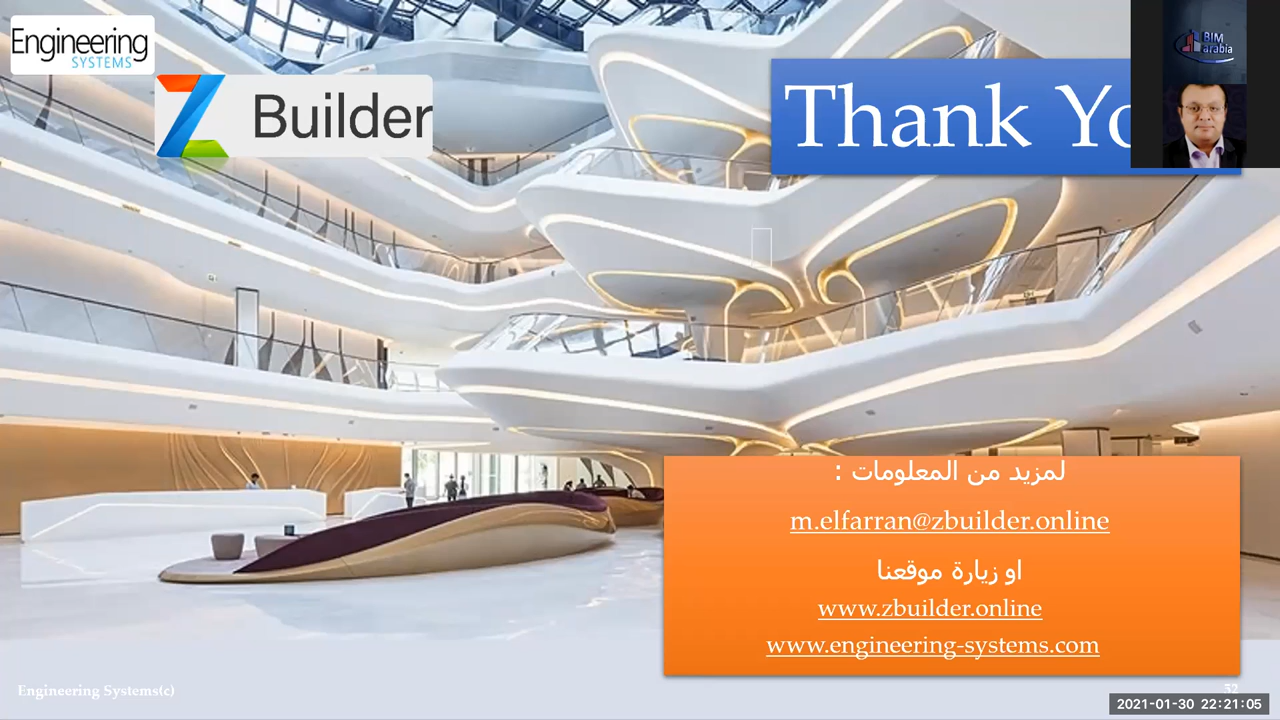 Engineering
SYSTEMS
Z Builder
Thank Yo
BIM
arabia
لمزيد من المعلومات :
m.elfarran@zbuilder.online
او زيارة موقعنا
www.zbuilder.online
www.engineering-systems.com
Engineering Systems(c)
52
2021-01-30 22:21:05